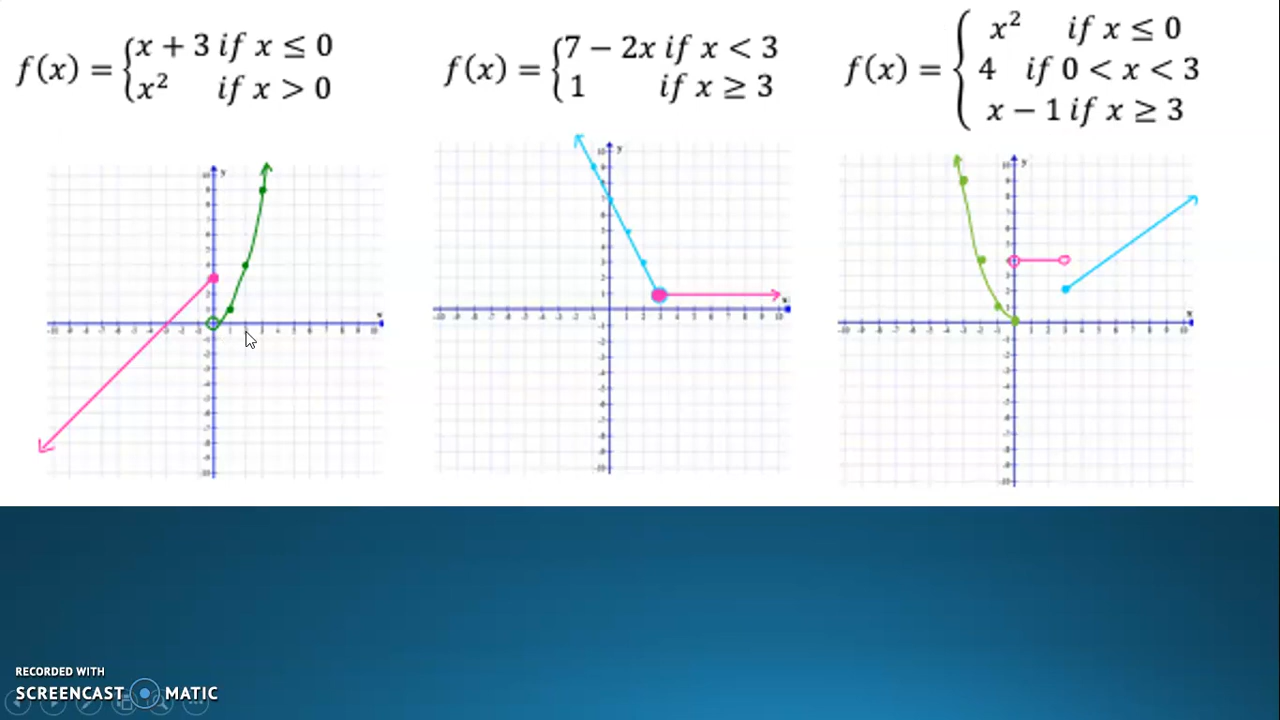 f(x) = {x + 3 if x ≤ 0
x² if x > 0
f(x) = {7 − 2x if x < 3
1 if x ≥ 3
f(x) = { x² if x ≤ 0
4 if 0 < x < 3
x − 1 if x ≥ 3
y
x
y
x
y
x
RECORDED WITH
SCREENCAST MATIC